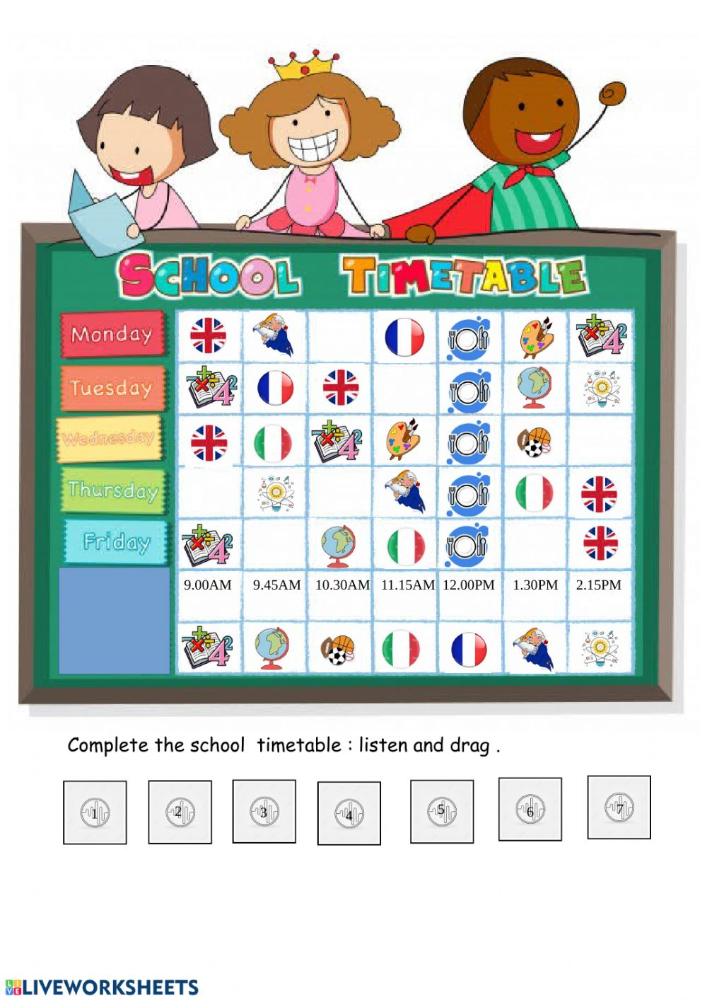 SCHOOL TIMETABLE
Monday
Tuesday
Wednesday
Thursday
Friday
9.00AM 9.45AM 10.30AM 11.15AM 12.00PM 1.30PM 2.15PM
Complete the school timetable : listen and drag .
1 2 3 4 5 6 7
LIVE LIVEWORKSHEETS